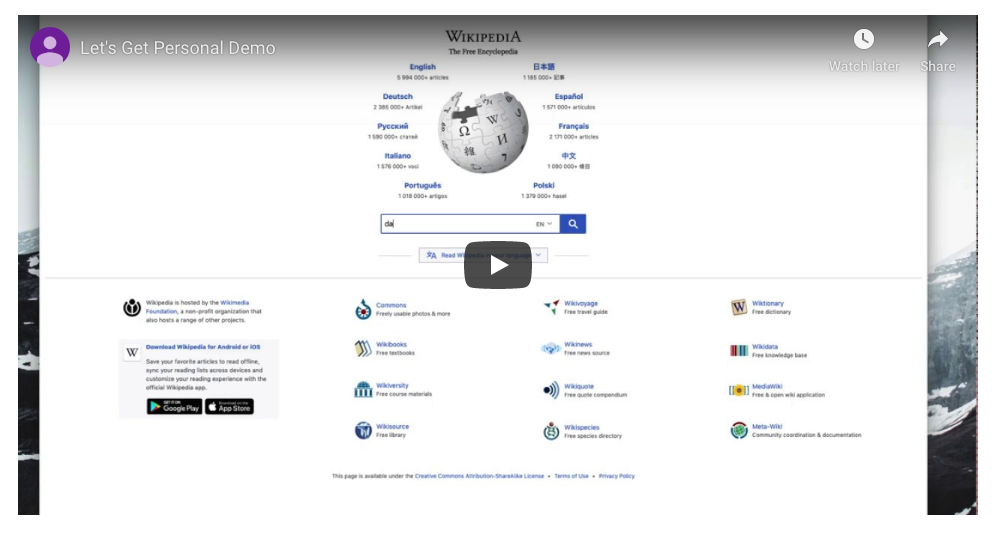 Let's Get Personal Demo
Watch later
Share
WIKIPEDIA
The Free Encyclopedia
English
5 994 000+ articles
日本語
1 185 000+ 記事
Deutsch
2 385 000+ Artikel
Español
1 571 000+ artículos
Русский
1 590 000+ статей
Français
2 171 000+ articles
Italiano
1 576 000+ voci
中文
1 090 000+ 條目
Português
1 018 000+ artigos
Polski
1 379 000+ haseł
Ω W И 維 7
da
EN
Read Wikipedia in your language
Wikipedia is hosted by the Wikimedia
Foundation, a non-profit organization that
also hosts a range of other projects.
W
Download Wikipedia for Android or iOS
Save your favorite articles to read offline,
sync your reading lists across devices and
customize your reading experience with the
official Wikipedia app.
GET IT ON
Google Play
Download on the
App Store
Commons
Freely usable photos & more
Wikivoyage
Free travel guide
W
Wiktionary
Free dictionary
Wikibooks
Free textbooks
Wikinews
Free news source
Wikidata
Free knowledge base
Wikiversity
Free course materials
Wikiquote
Free quote compendium
MediaWiki
Free & open wiki application
Wikisource
Free library
Wikispecies
Free species directory
Meta-Wiki
Community coordination & documentation
This page is available under the Creative Commons Attribution-ShareAlike License • Terms of Use • Privacy Policy